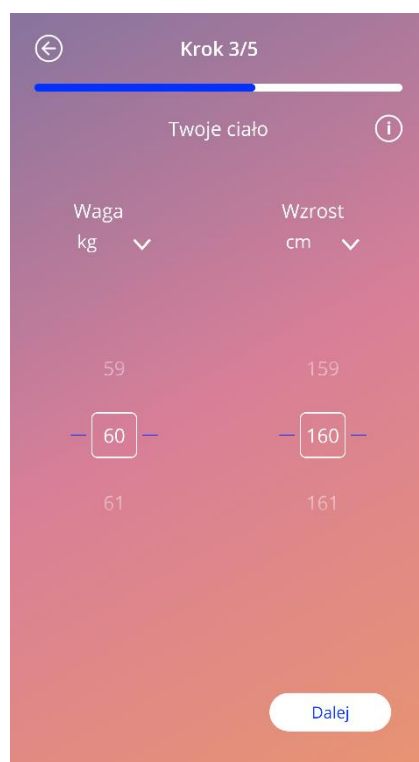 Krok 3/5
Twoje ciało
Waga Wzrost
kg cm
59 159
60 160
61 161
Dalej